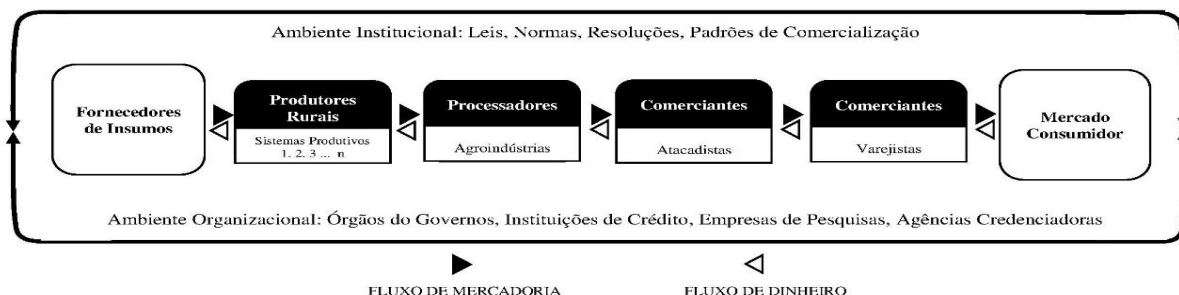 Ambiente Institucional: Leis, Normas, Resoluções, Padrões de Comercialização
Fornecedores
de Insumos
Produtores
Rurais
Sistemas Produtivos
1. 2. 3 ... n
Processadores
Agroindústrias
Comerciantes
Atacadistas
Comerciantes
Varejistas
Mercado
Consumidor
Ambiente Organizacional: Órgãos do Governos, Instituições de Crédito, Empresas de Pesquisas, Agências Credenciadoras
FLUXO DE MERCADORIA
FLUXO DE DINHEIRO